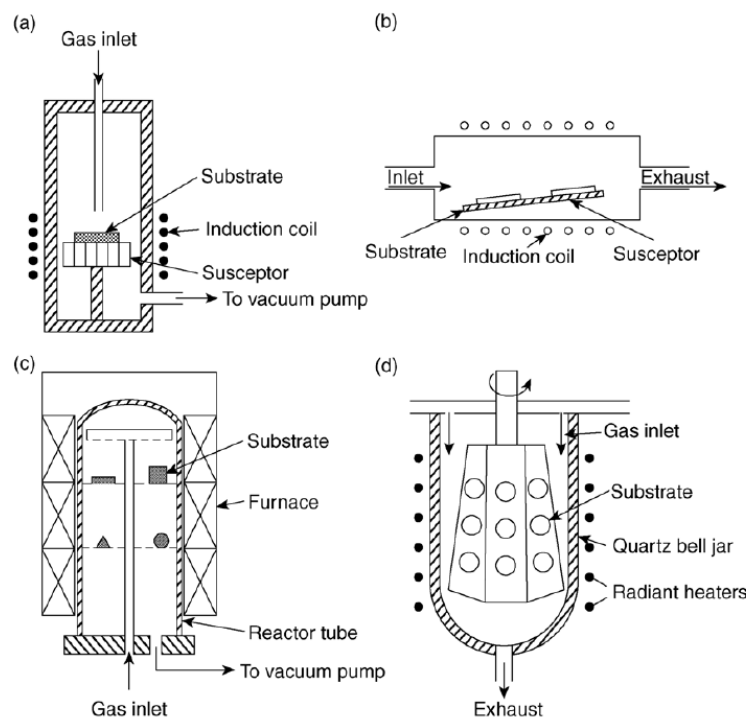 (a)
Gas inlet
Substrate
Induction coil
Susceptor
To vacuum pump
(b)
Inlet
Exhaust
Substrate
Susceptor
Induction coil
(c)
Substrate
Furnace
Reactor tube
To vacuum pump
Gas inlet
(d)
Gas inlet
Substrate
Quartz bell jar
Radiant heaters
Exhaust